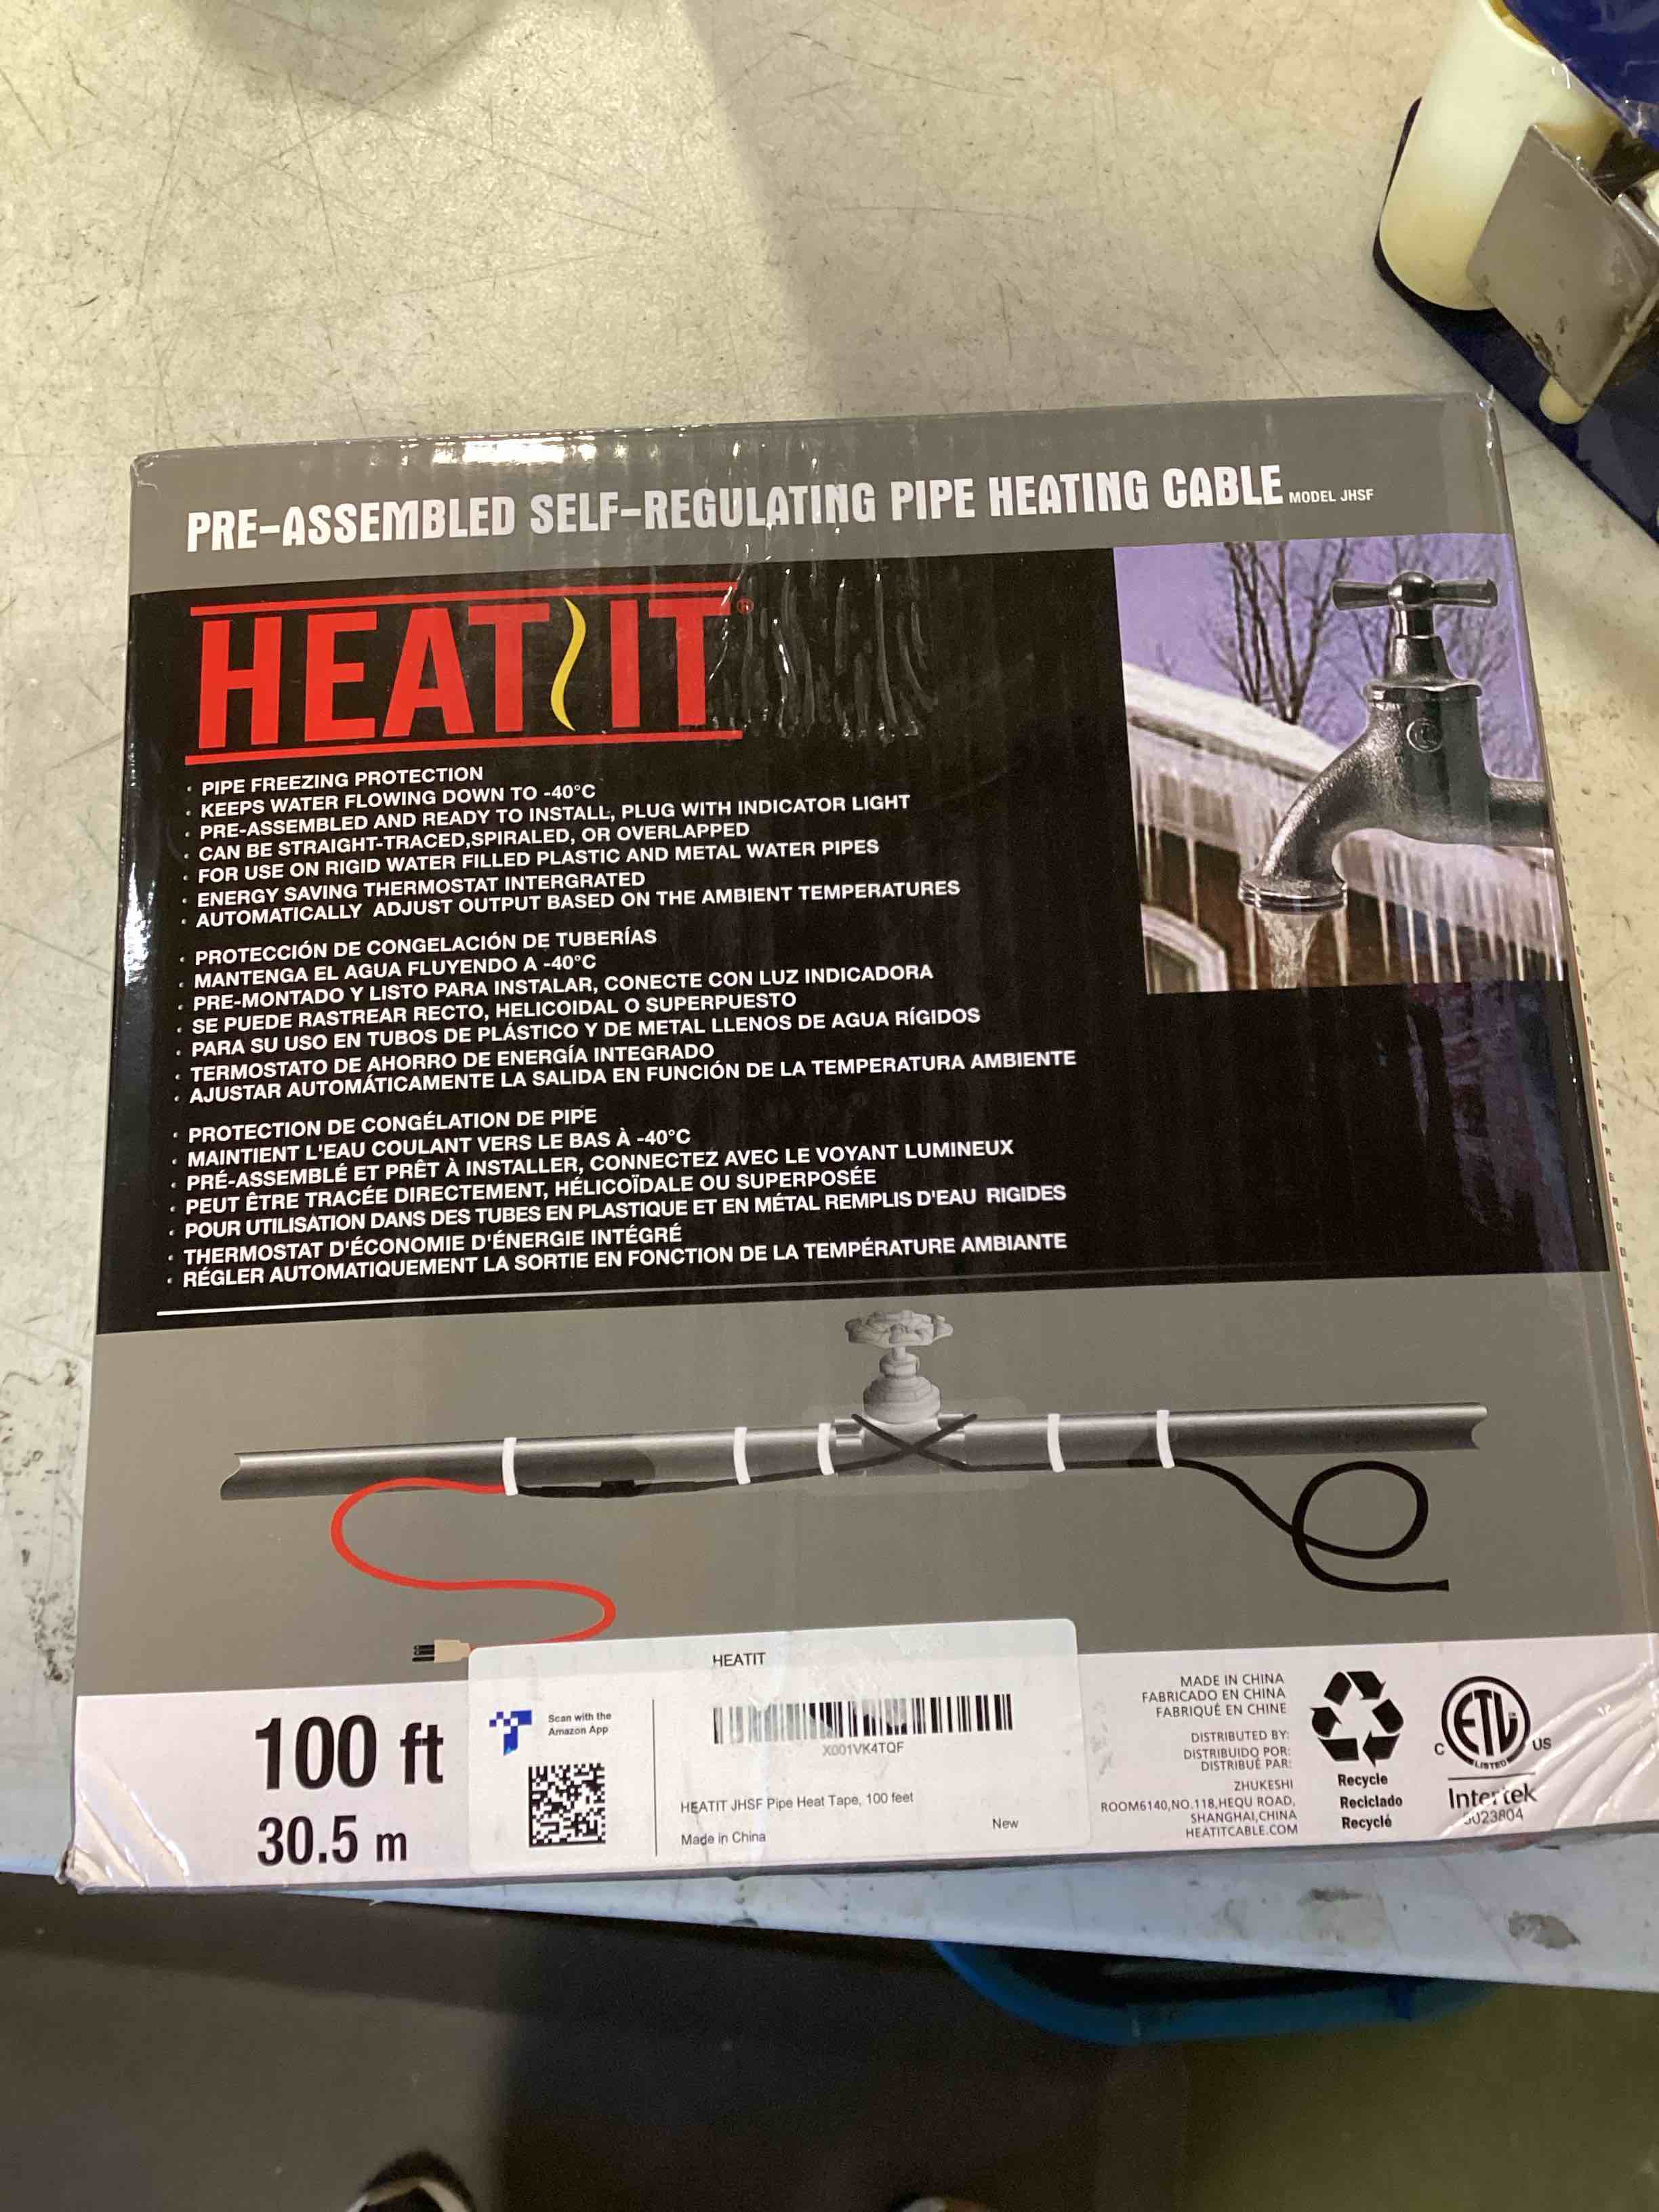 PRE-ASSEMBLED SELF-REGULATING PIPE HEATING CABLE MODEL JHSF
HEAT IT®
· PIPE FREEZING PROTECTION
· KEEPS WATER FLOWING DOWN TO -40°C
· PRE-ASSEMBLED AND READY TO INSTALL, PLUG WITH INDICATOR LIGHT
· CAN BE STRAIGHT-TRACED,SPIRALED, OR OVERLAPPED
· FOR USE ON RIGID WATER FILLED PLASTIC AND METAL WATER PIPES
· ENERGY SAVING THERMOSTAT INTERGRATED
· AUTOMATICALLY ADJUST OUTPUT BASED ON THE AMBIENT TEMPERATURES
· PROTECCIÓN DE CONGELACIÓN DE TUBERÍAS
· MANTENGA EL AGUA FLUYENDO A -40°C
· PRE-MONTADO Y LISTO PARA INSTALAR, CONECTE CON LUZ INDICADORA
· SE PUEDE RASTREAR RECTO, HELICOIDAL O SUPERPUESTO
· PARA SU USO EN TUBOS DE PLÁSTICO Y DE METAL LLENOS DE AGUA RÍGIDOS
· TERMOSTATO DE AHORRO DE ENERGÍA INTEGRADO
· AJUSTAR AUTOMÁTICAMENTE LA SALIDA EN FUNCIÓN DE LA TEMPERATURA AMBIENTE
· PROTECTION DE CONGÉLATION DE PIPE
· MAINTIENT L'EAU COULANT VERS LE BAS À -40°C
· PRÉ-ASSEMBLÉ ET PRÊT À INSTALLER, CONNECTEZ AVEC LE VOYANT LUMINEUX
· PEUT ÊTRE TRACÉE DIRECTEMENT, HÉLICOÏDALE OU SUPERPOSÉE
· POUR UTILISATION DANS DES TUBES EN PLASTIQUE ET EN MÉTAL REMPLIS D'EAU RIGIDES
· THERMOSTAT D'ÉCONOMIE D'ÉNERGIE INTÉGRÉ
· RÉGLER AUTOMATIQUEMENT LA SORTIE EN FONCTION DE LA TEMPÉRATURE AMBIANTE
100 ft
30.5 m
HEATIT
Scan with the
Amazon App
X001VK4TQF
HEATIT JHSF Pipe Heat Tape, 100 feet
New
Made in China
MADE IN CHINA
FABRICADO EN CHINA
FABRIQUÉ EN CHINE
DISTRIBUTED BY:
DISTRIBUIDO POR:
DISTRIBUÉ PAR:
ZHUKESHI
ROOM6140,NO.118,HEQU ROAD,
SHANGHAI,CHINA
HEATITCABLE.COM
Recycle
Reciclado
Recyclé
C ETL US
LISTED
Intertek